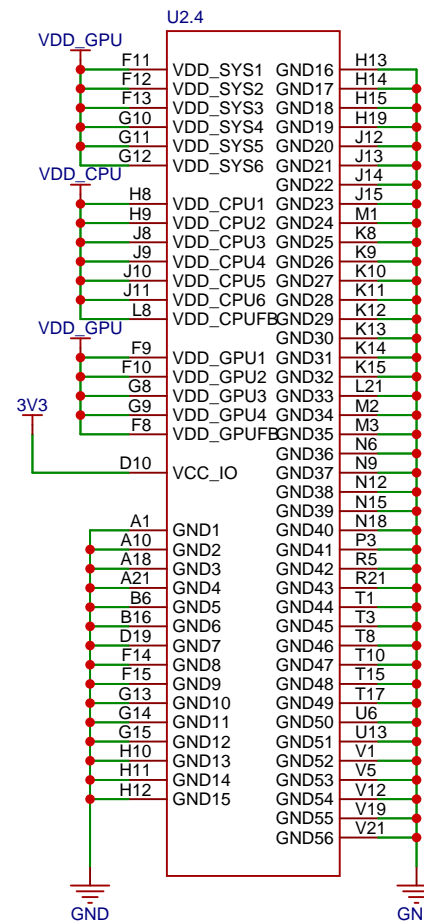 U2.4
VDD_GPU
F11 VDD_SYS1 GND16 H13
F12 VDD_SYS2 GND17 H14
F13 VDD_SYS3 GND18 H15
G10 VDD_SYS4 GND19 H19
G11 VDD_SYS5 GND20 J12
G12 VDD_SYS6 GND21 J13
VDD_CPU GND22 J14
H8 VDD_CPU1 GND23 J15
H9 VDD_CPU2 GND24 M1
J8 VDD_CPU3 GND25 K8
J9 VDD_CPU4 GND26 K9
J10 VDD_CPU5 GND27 K10
J11 VDD_CPU6 GND28 K11
L8 VDD_CPUFB GND29 K12
VDD_GPU GND30 K13
F9 VDD_GPU1 GND31 K14
F10 VDD_GPU2 GND32 K15
G8 VDD_GPU3 GND33 L21
G9 VDD_GPU4 GND34 M2
F8 VDD_GPUFB GND35 M3
3V3 GND36 N6
D10 VCC_IO GND37 N9
GND38 N12
GND39 N15
A1 GND1 GND40 N18
A10 GND2 GND41 P3
A18 GND3 GND42 R5
A21 GND4 GND43 R21
B6 GND5 GND44 T1
B16 GND6 GND45 T3
D19 GND7 GND46 T8
F14 GND8 GND47 T10
F15 GND9 GND48 T15
G13 GND10 GND49 T17
G14 GND11 GND50 U6
G15 GND12 GND51 U13
H10 GND13 GND52 V1
H11 GND14 GND53 V5
H12 GND15 GND54 V12
GND55 V19
GND56 V21
GND GN